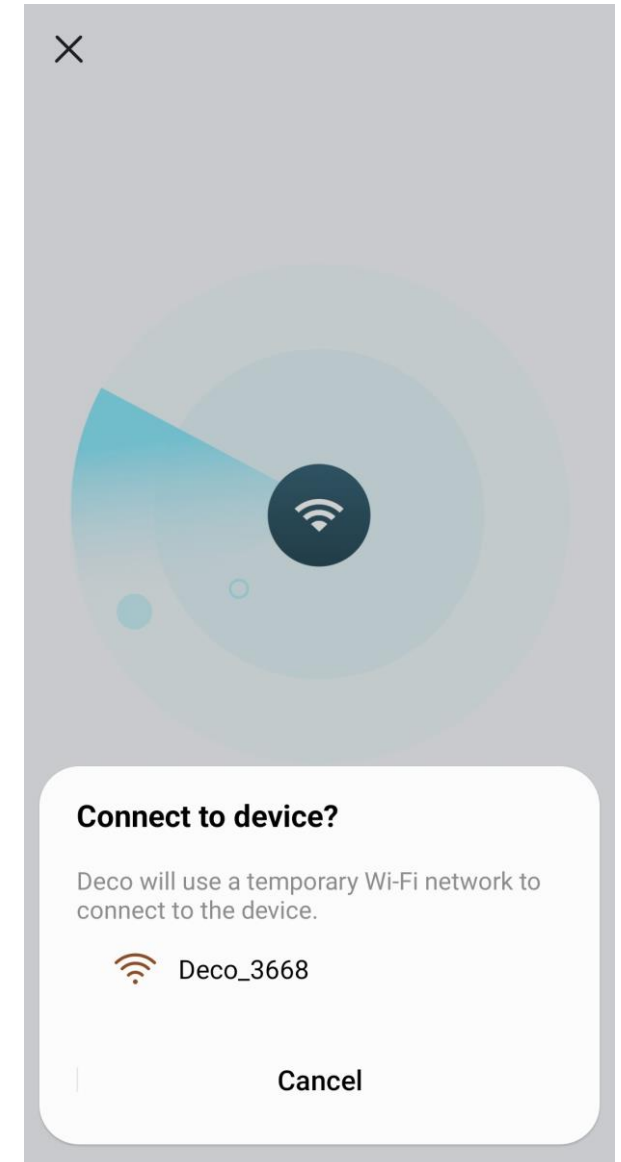 Connect to device?
Deco will use a temporary Wi-Fi network to
connect to the device.
Deco_3668
Cancel